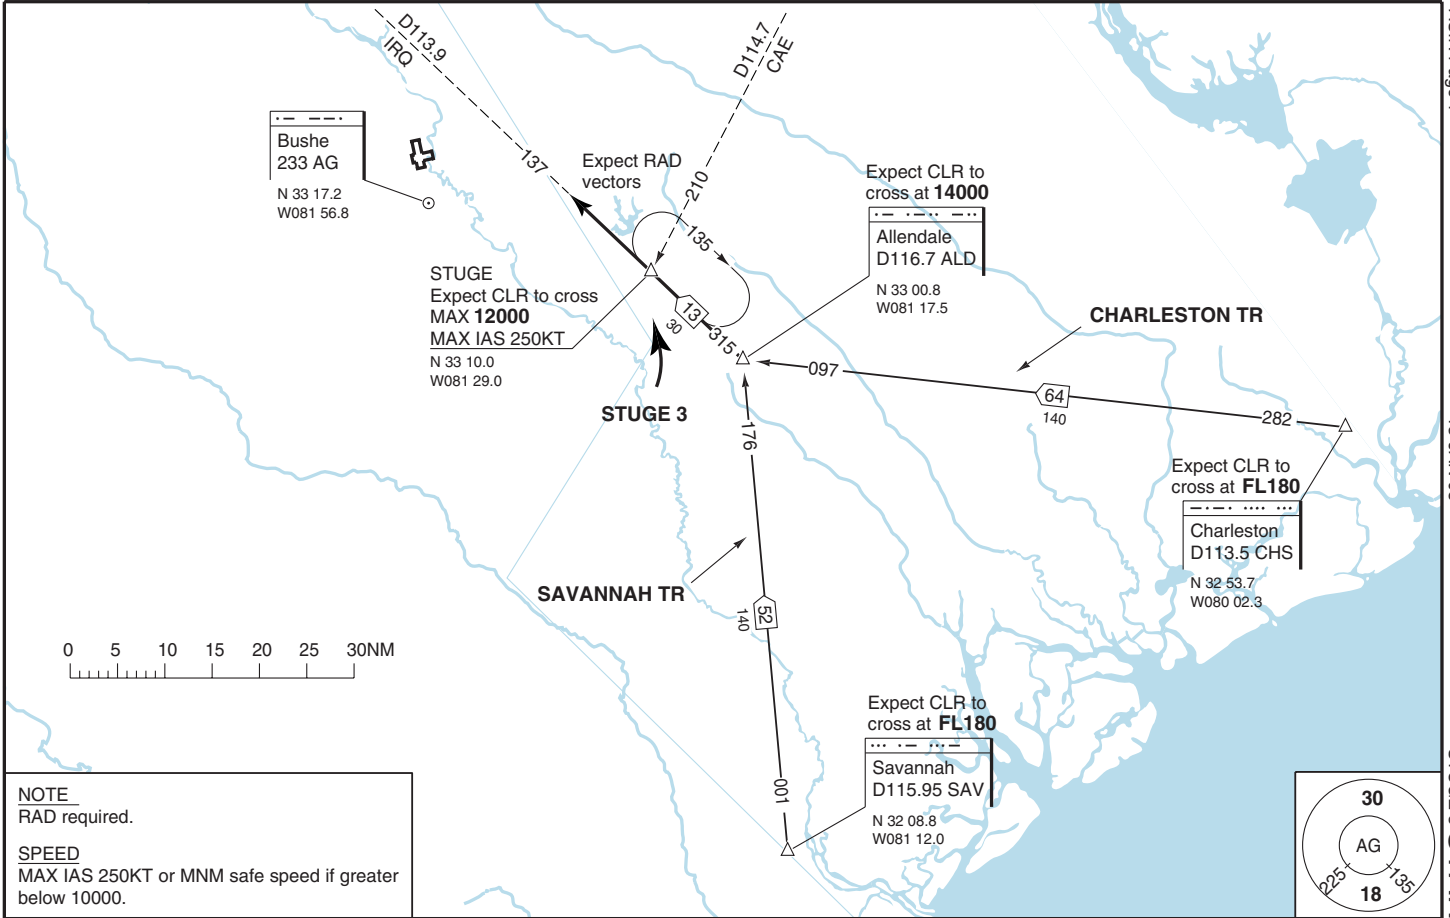 D113.9
IRQ
D114.7
CAE
Bushe
233 AG
N 33 17.2
W081 56.8
137
Expect RAD
vectors
210
135
Expect CLR to
cross at 14000
Allendale
D116.7 ALD
N 33 00.8
W081 17.5
STUGE
Expect CLR to cross
MAX 12000
MAX IAS 250KT
N 33 10.0
W081 29.0
13
30
315
STUGE 3
CHARLESTON TR
097
64
140
282
176
Expect CLR to
cross at FL180
Charleston
D113.5 CHS
N 32 53.7
W080 02.3
SAVANNAH TR
52
140
0 5 10 15 20 25 30NM
001
Expect CLR to
cross at FL180
Savannah
D115.95 SAV
N 32 08.8
W081 12.0
NOTE
RAD required.
SPEED
MAX IAS 250KT or MNM safe speed if greater
below 10000.
30
AG
225
135
18